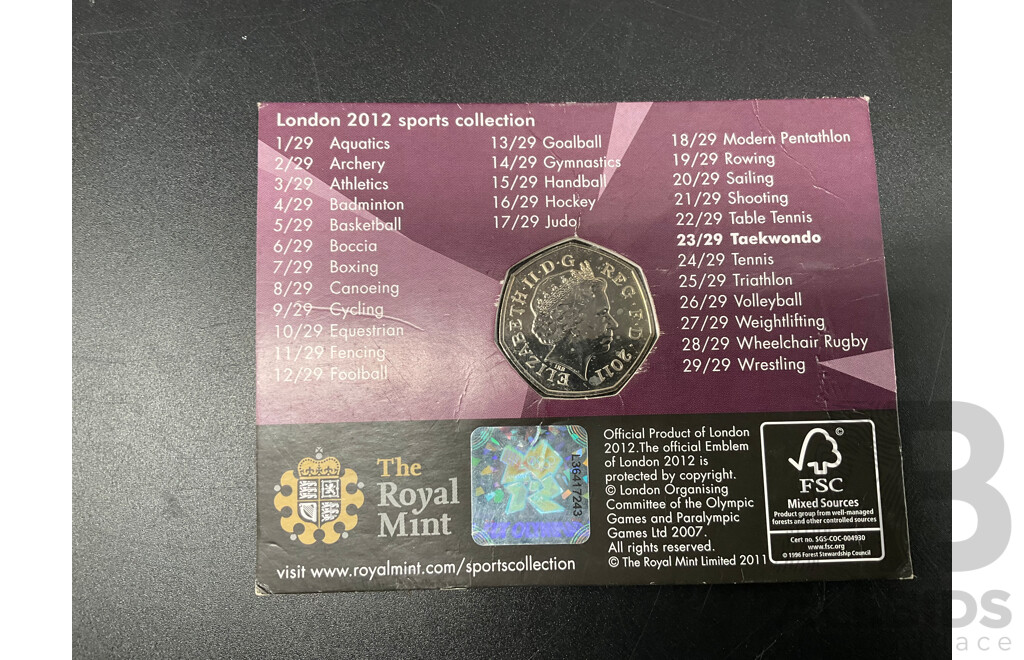 London 2012 sports collection
1/29 Aquatics
2/29 Archery
3/29 Athletics
4/29 Badminton
5/29 Basketball
6/29 Boccia
7/29 Boxing
8/29 Canoeing
9/29 Cycling
10/29 Equestrian
11/29 Fencing
12/29 Football
13/29 Goalball
14/29 Gymnastics
15/29 Handball
16/29 Hockey
17/29 Judo
18/29 Modern Pentathlon
19/29 Rowing
20/29 Sailing
21/29 Shooting
22/29 Table Tennis
23/29 Taekwondo
24/29 Tennis
25/29 Triathlon
26/29 Volleyball
27/29 Weightlifting
28/29 Wheelchair Rugby
29/29 Wrestling
ELIZABETH·II·D·G REG·F·D·2011
The
Royal
Mint
visit www.royalmint.com/sportscollection
L36417243
Official Product of London
2012.The official Emblem
of London 2012 is
protected by copyright.
© London Organising
Committee of the Olympic
Games and Paralympic
Games Ltd 2007.
All rights reserved.
© The Royal Mint Limited 2011
©
FSC
Mixed Sources
Product group from well-managed
forests and other controlled sources
Cert no. SGS-COC-004930
www.fsc.org
© 1996 Forest Stewardship Council